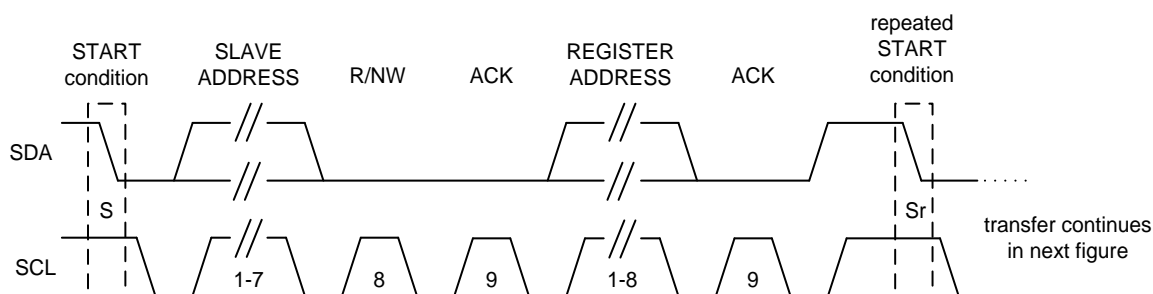 START
condition
SLAVE
ADDRESS
R/NW
ACK
REGISTER
ADDRESS
ACK
repeated
START
condition
SDA
S
Sr
transfer continues
in next figure
SCL
1-7
8
9
1-8
9